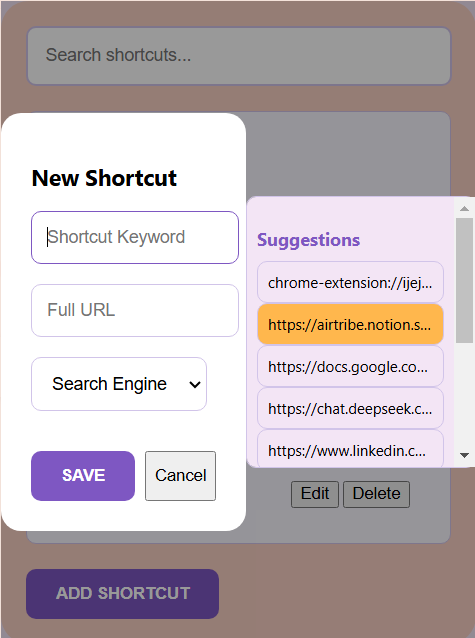 Search shortcuts...
New Shortcut
Shortcut Keyword
Full URL
Search Engine
SAVE
Cancel
Suggestions
chrome-extension://ijej...
https://airtribe.notion.s...
https://docs.google.co...
https://chat.deepseek.c...
https://www.linkedin.c...
Edit
Delete
ADD SHORTCUT